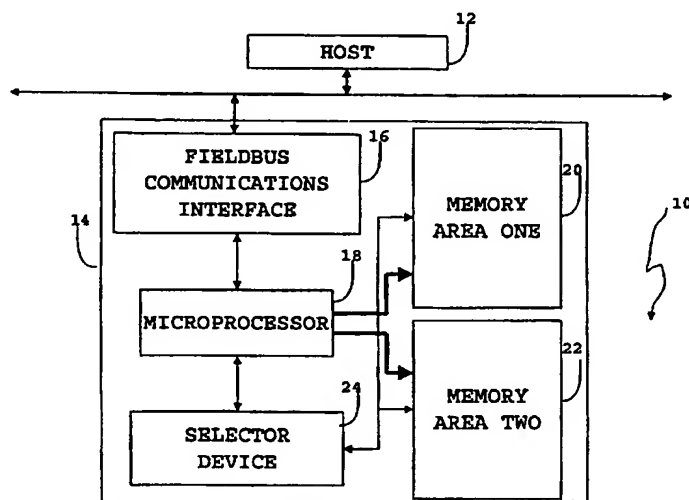 12
HOST
16
FIELDBUS
COMMUNICATIONS
INTERFACE
14
20
MEMORY
AREA ONE
10
18
MICROPROCESSOR
22
MEMORY
AREA TWO
24
SELECTOR
DEVICE